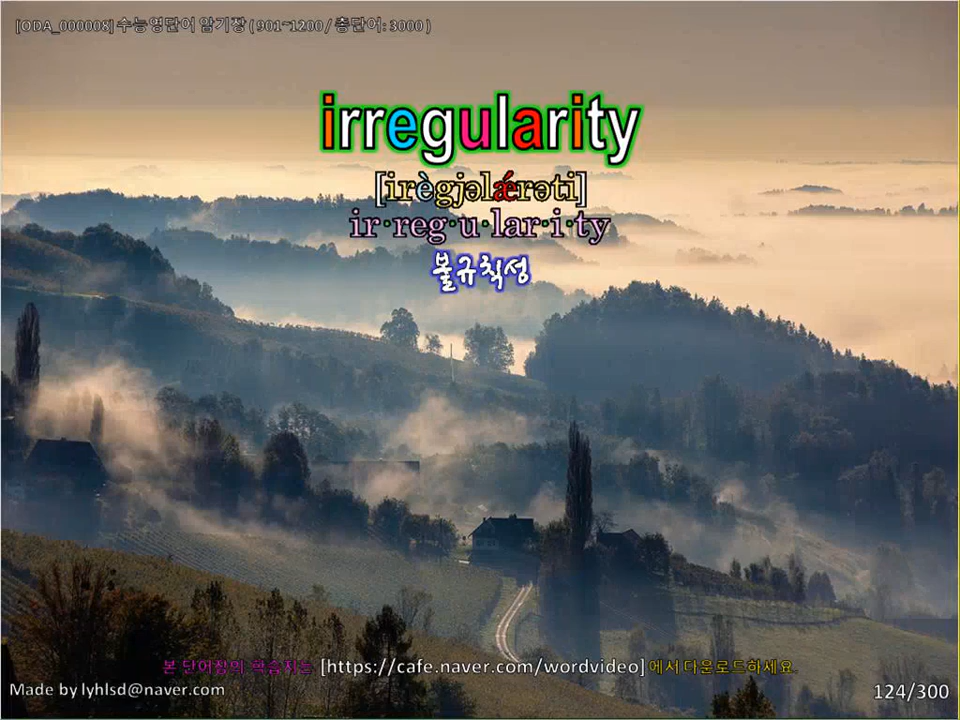 [ODA_000008] 수능영단어 암기장 ( 901~1200 / 총단어: 3000 )
irregularity
[irègjəlǽrəti]
ir·reg·u·lar·i·ty
불규칙성
본 단어장의 학습지는 [https://cafe.naver.com/wordvideo] 에서 다운로드하세요.
Made by lyhlsd@naver.com
124/300